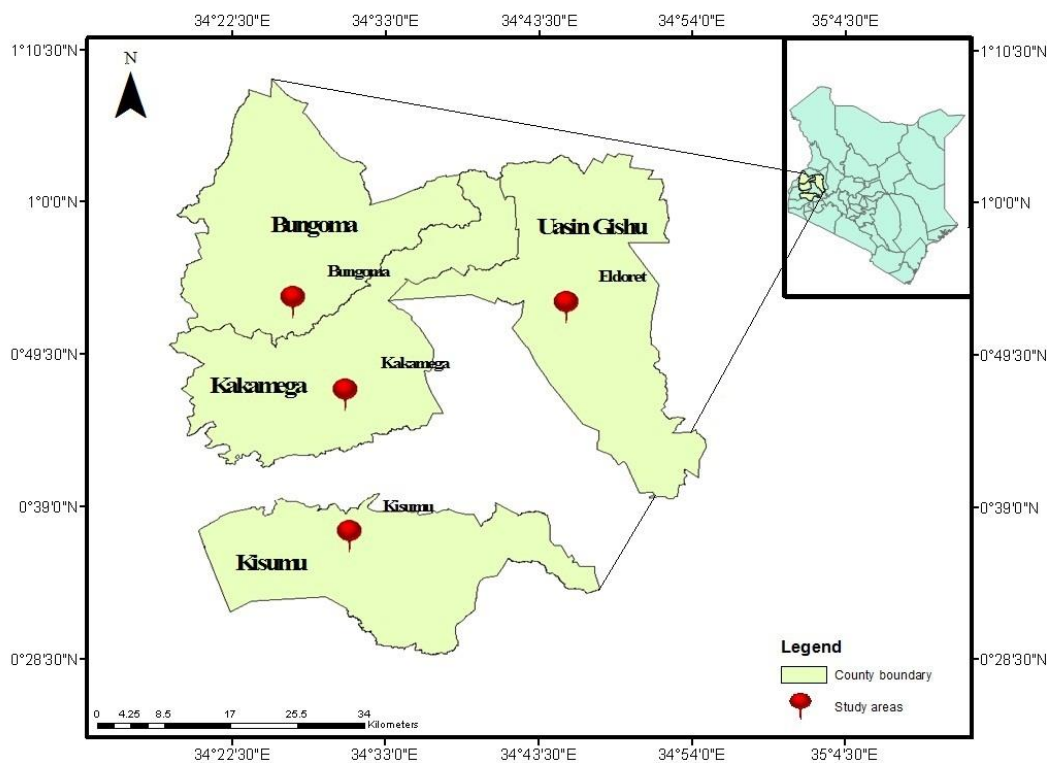 34°22'30"E 34°33'0"E 34°43'30"E 34°54'0"E 35°4'30"E
1°10'30"N 1°10'30"N
N
1°0'0"N 1°0'0"N
Bungoma Uasin Gishu
Bungoma Eldoret
0°49'30"N 0°49'30"N
Kakamega
Kakamega
0°39'0"N 0°39'0"N
Kisumu
Kisumu
Legend
0°28'30"N 0°28'30"N
County boundary
Study areas
0 4.25 8.5 17 25.5 34
Kilometers
34°22'30"E 34°33'0"E 34°43'30"E 34°54'0"E 35°4'30"E